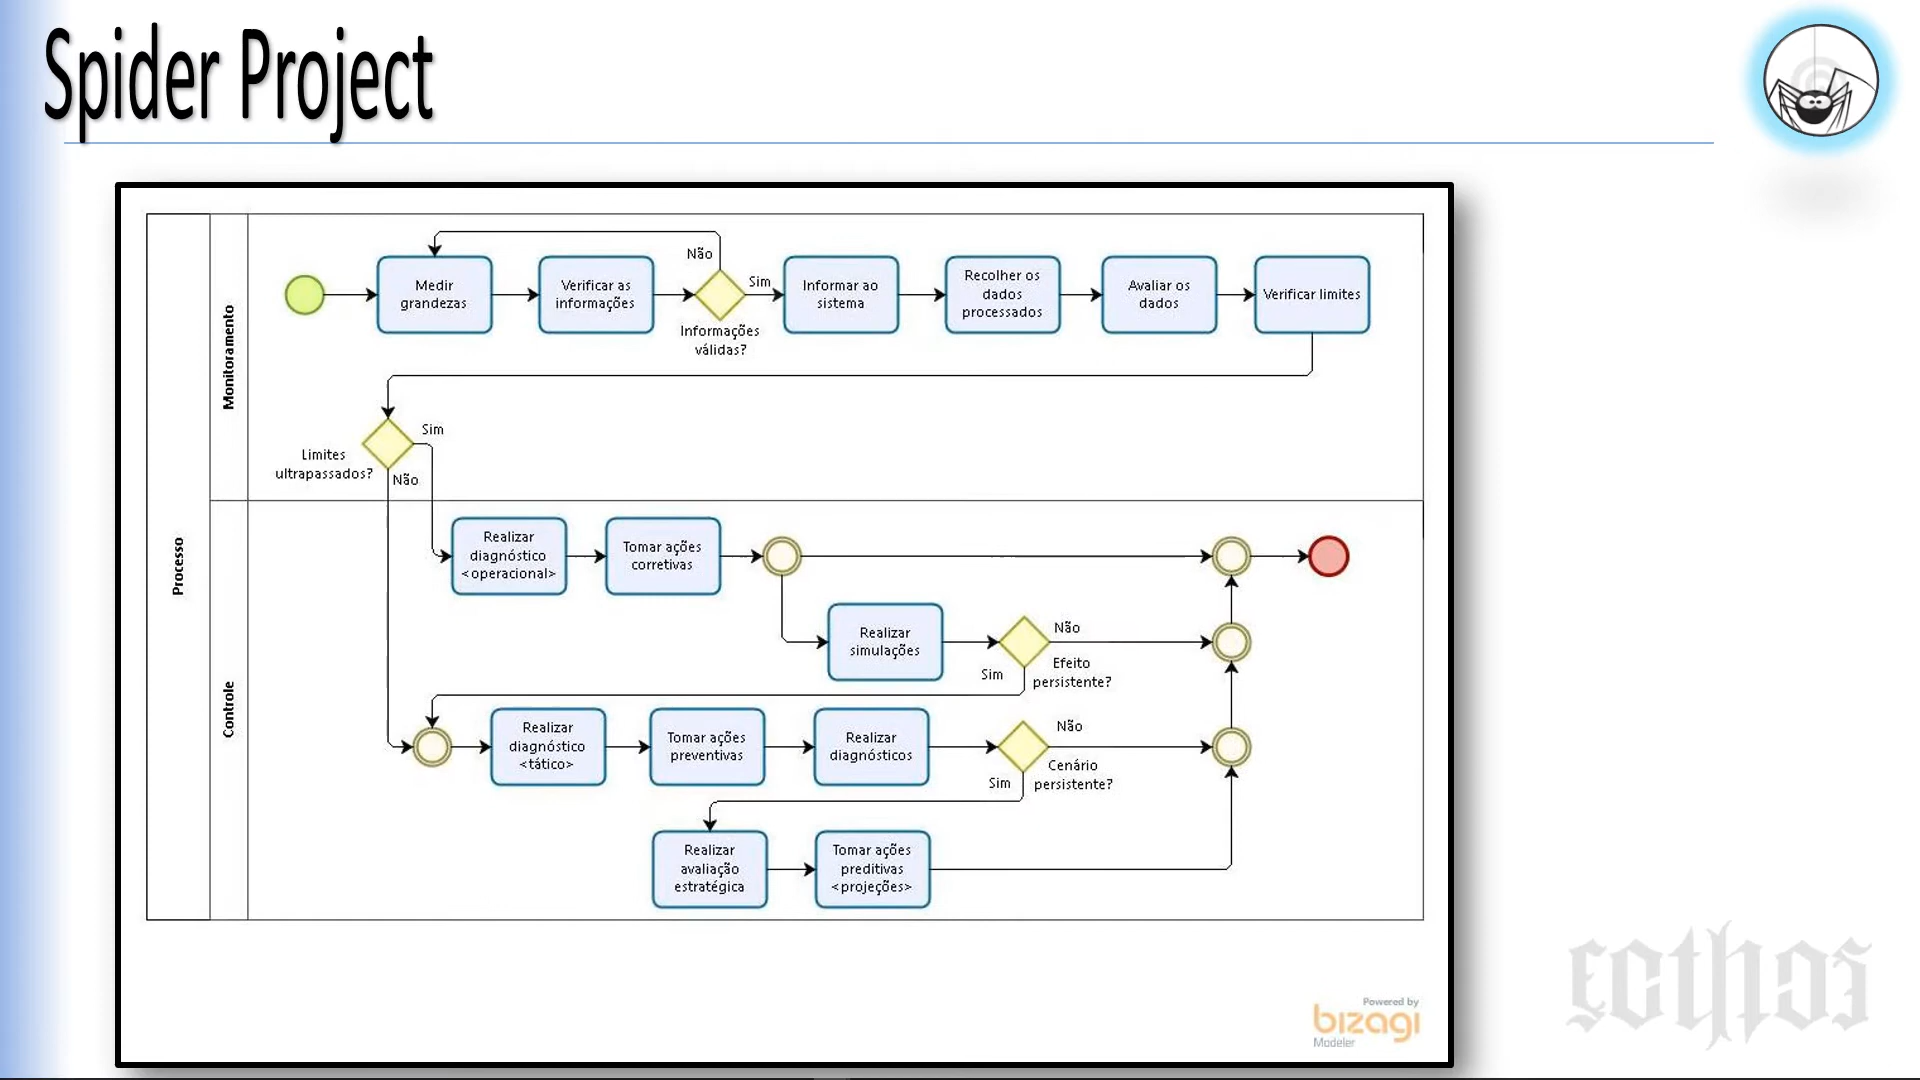 Spider Project
Processo
Monitoramento
Medir
grandezas
Verificar as
informações
Não
Sim
Informações
válidas?
Informar ao
sistema
Recolher os
dados
processados
Avaliar os
dados
Verificar limites
Limites
ultrapassados?
Sim
Não
Controle
Realizar
diagnóstico
<operacional>
Tomar ações
corretivas
Realizar
simulações
Não
Sim
Efeito
persistente?
Realizar
diagnóstico
<tático>
Tomar ações
preventivas
Realizar
diagnósticos
Não
Sim
Cenário
persistente?
Realizar
avaliação
estratégica
Tomar ações
preditivas
<projeções>
Powered by
bizagi
Modeler